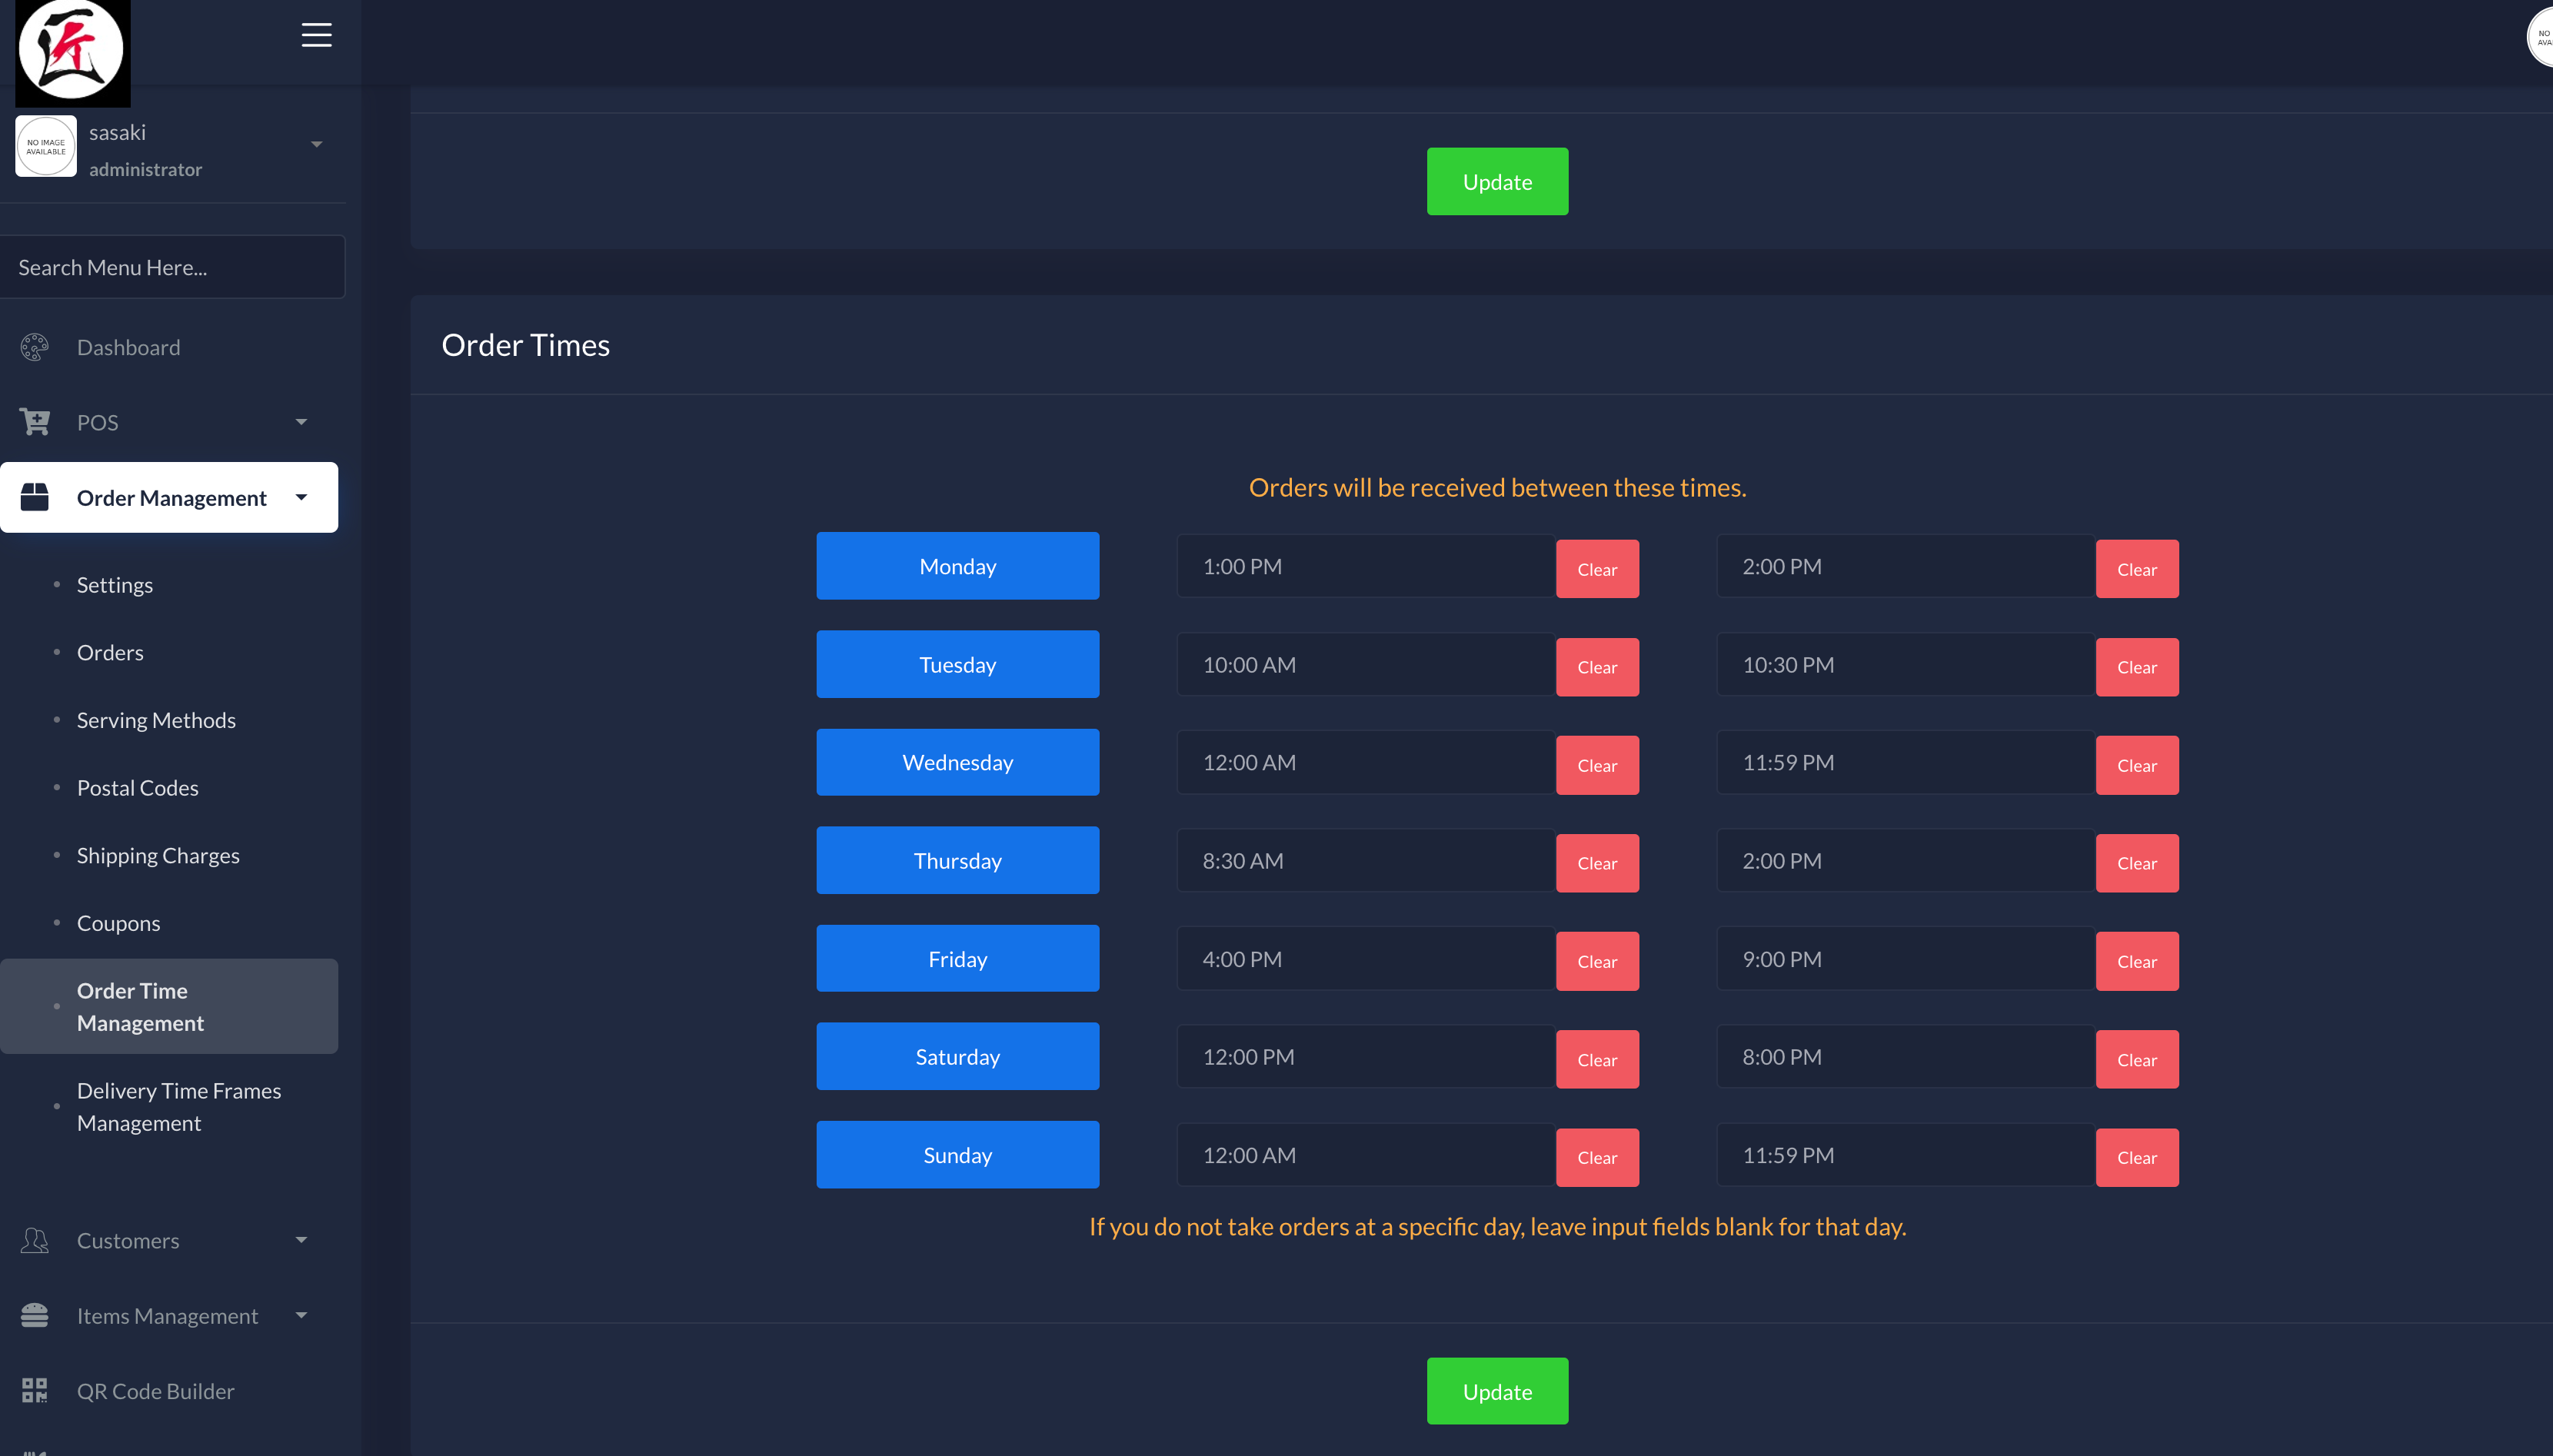 匠
sasaki
administrator
NO IMAGE
AVAILABLE
Search Menu Here...
Dashboard
POS
Order Management
Settings
Orders
Serving Methods
Postal Codes
Shipping Charges
Coupons
Order Time
Management
Delivery Time Frames
Management
Customers
Items Management
QR Code Builder
NO
AVA
Update
Order Times
Orders will be received between these times.
Monday 1:00 PM Clear 2:00 PM Clear
Tuesday 10:00 AM Clear 10:30 PM Clear
Wednesday 12:00 AM Clear 11:59 PM Clear
Thursday 8:30 AM Clear 2:00 PM Clear
Friday 4:00 PM Clear 9:00 PM Clear
Saturday 12:00 PM Clear 8:00 PM Clear
Sunday 12:00 AM Clear 11:59 PM Clear
If you do not take orders at a specific day, leave input fields blank for that day.
Update